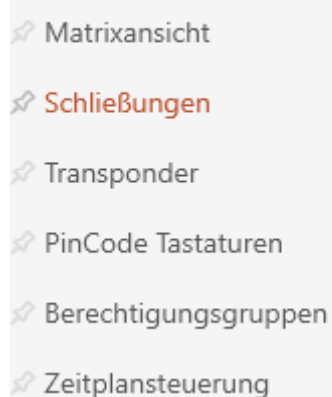 Matrixansicht
Schließungen
Transponder
PinCode Tastaturen
Berechtigungsgruppen
Zeitplansteuerung